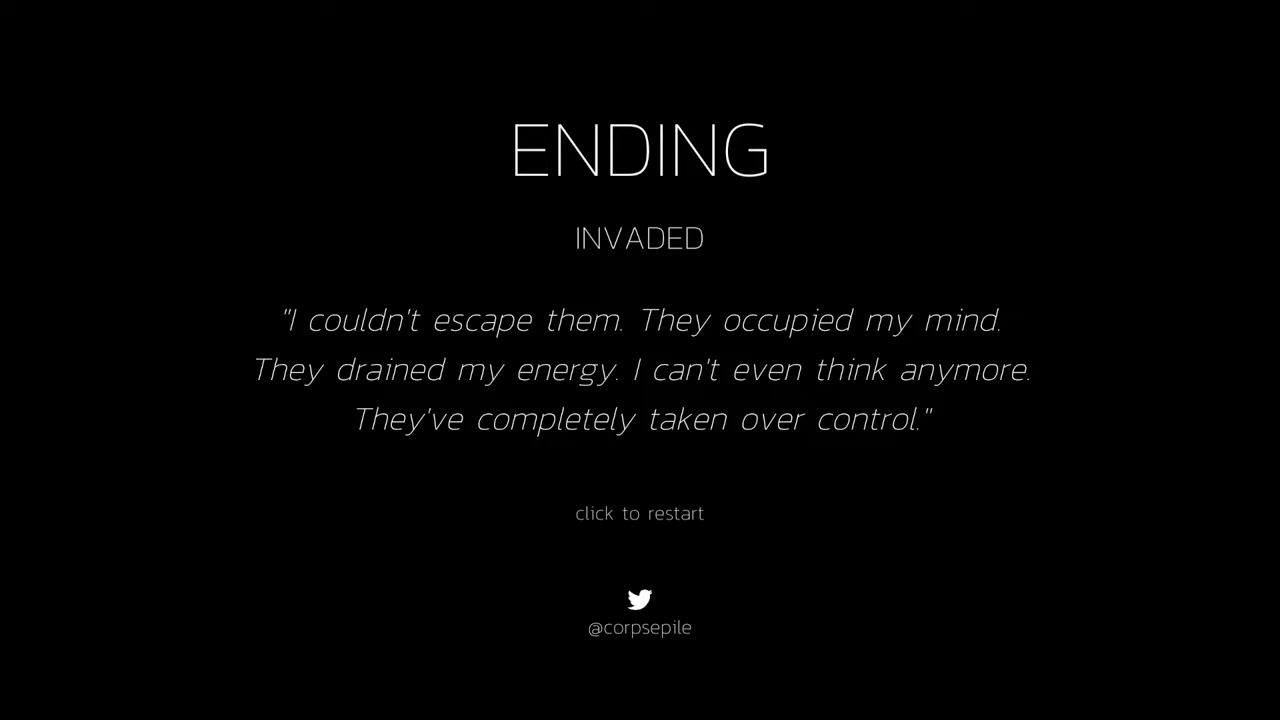 ENDING
INVADED
"I couldn't escape them. They occupied my mind.
They drained my energy. I can't even think anymore.
They've completely taken over control."
click to restart
@corpsepile